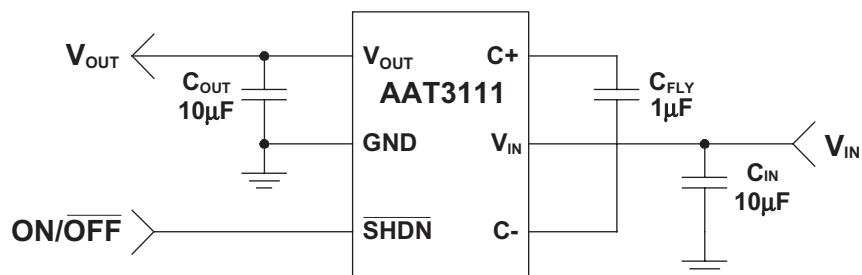 VOUT
COUT
10µF
VOUT
C+
AAT3111
GND
VIN
SHDN
C-
CFLY
1µF
VIN
CIN
10µF
ON/OFF